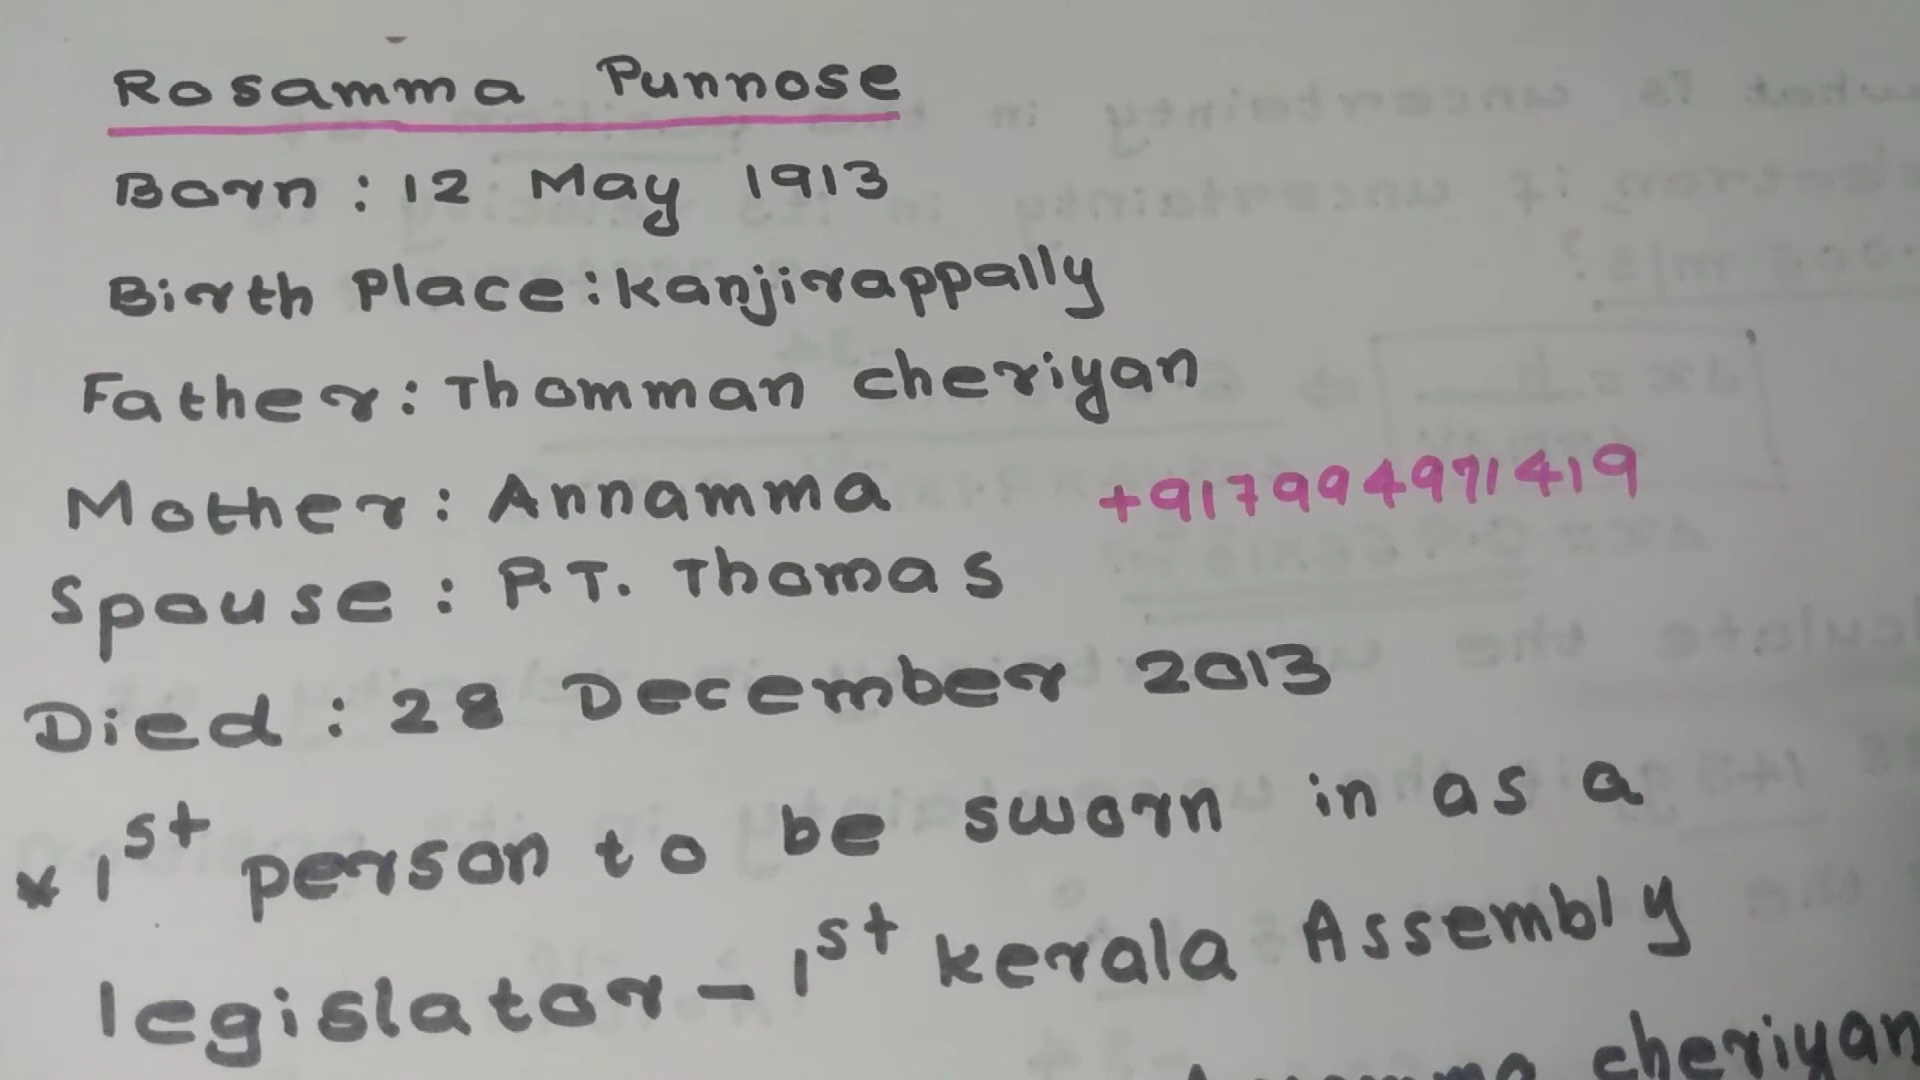 Rosamma Punnose
Born : 12 May 1913
Birth Place : kanjirappally
Father : Thomman cheriyan
Mother : Annamma
+917994971419
Spouse : P.T. Thomas
Died : 28 December 2013
* 1st person to be sworn in as a
legislator - 1st kerala Assembly
cheriyan